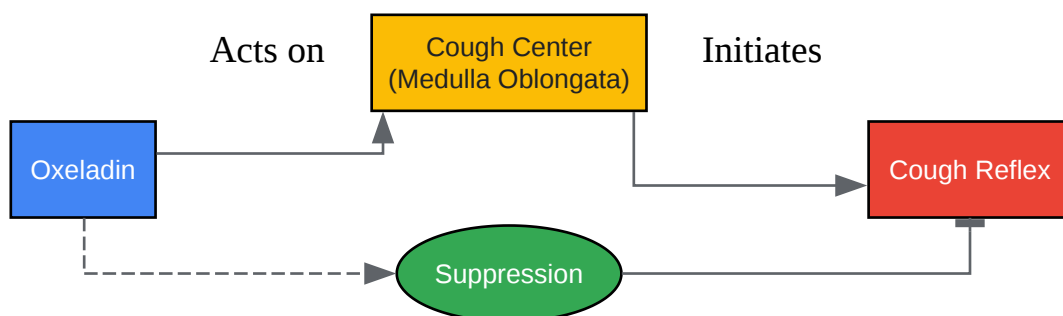 Acts on
Cough Center
(Medulla Oblongata)
Initiates
Oxeladin
Cough Reflex
Suppression